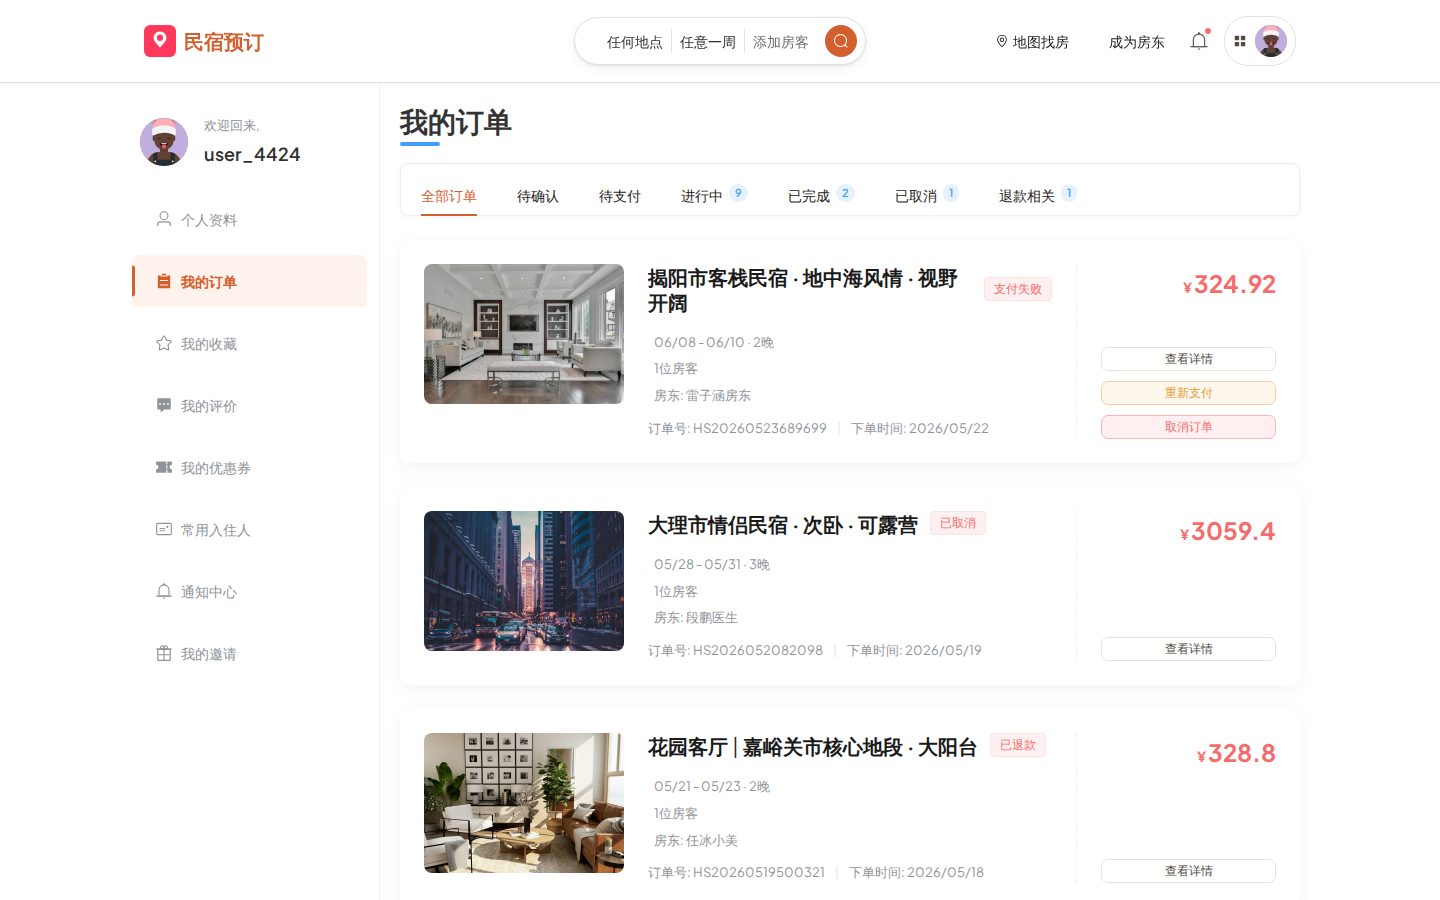 民宿预订
任何地点
任意一周
添加房客
地图找房
成为房东
欢迎回来,
user_4424
个人资料
我的订单
我的收藏
我的评价
我的优惠券
常用入住人
通知中心
我的邀请
我的订单
全部订单
待确认
待支付
进行中 9
已完成 2
已取消 1
退款相关 1
揭阳市客栈民宿 · 地中海风情 · 视野
开阔
支付失败
06/08 - 06/10 · 2晚
1位房客
房东: 雷子涵房东
订单号: HS20260523689699 | 下单时间: 2026/05/22
¥324.92
查看详情
重新支付
取消订单
大理市情侣民宿 · 次卧 · 可露营
已取消
05/28 - 05/31 · 3晚
1位房客
房东: 段鹏医生
订单号: HS2026052082098 | 下单时间: 2026/05/19
¥3059.4
查看详情
花园客厅 | 嘉峪关市核心地段 · 大阳台
已退款
05/21 - 05/23 · 2晚
1位房客
房东: 任冰小美
订单号: HS20260519500321 | 下单时间: 2026/05/18
¥328.8
查看详情